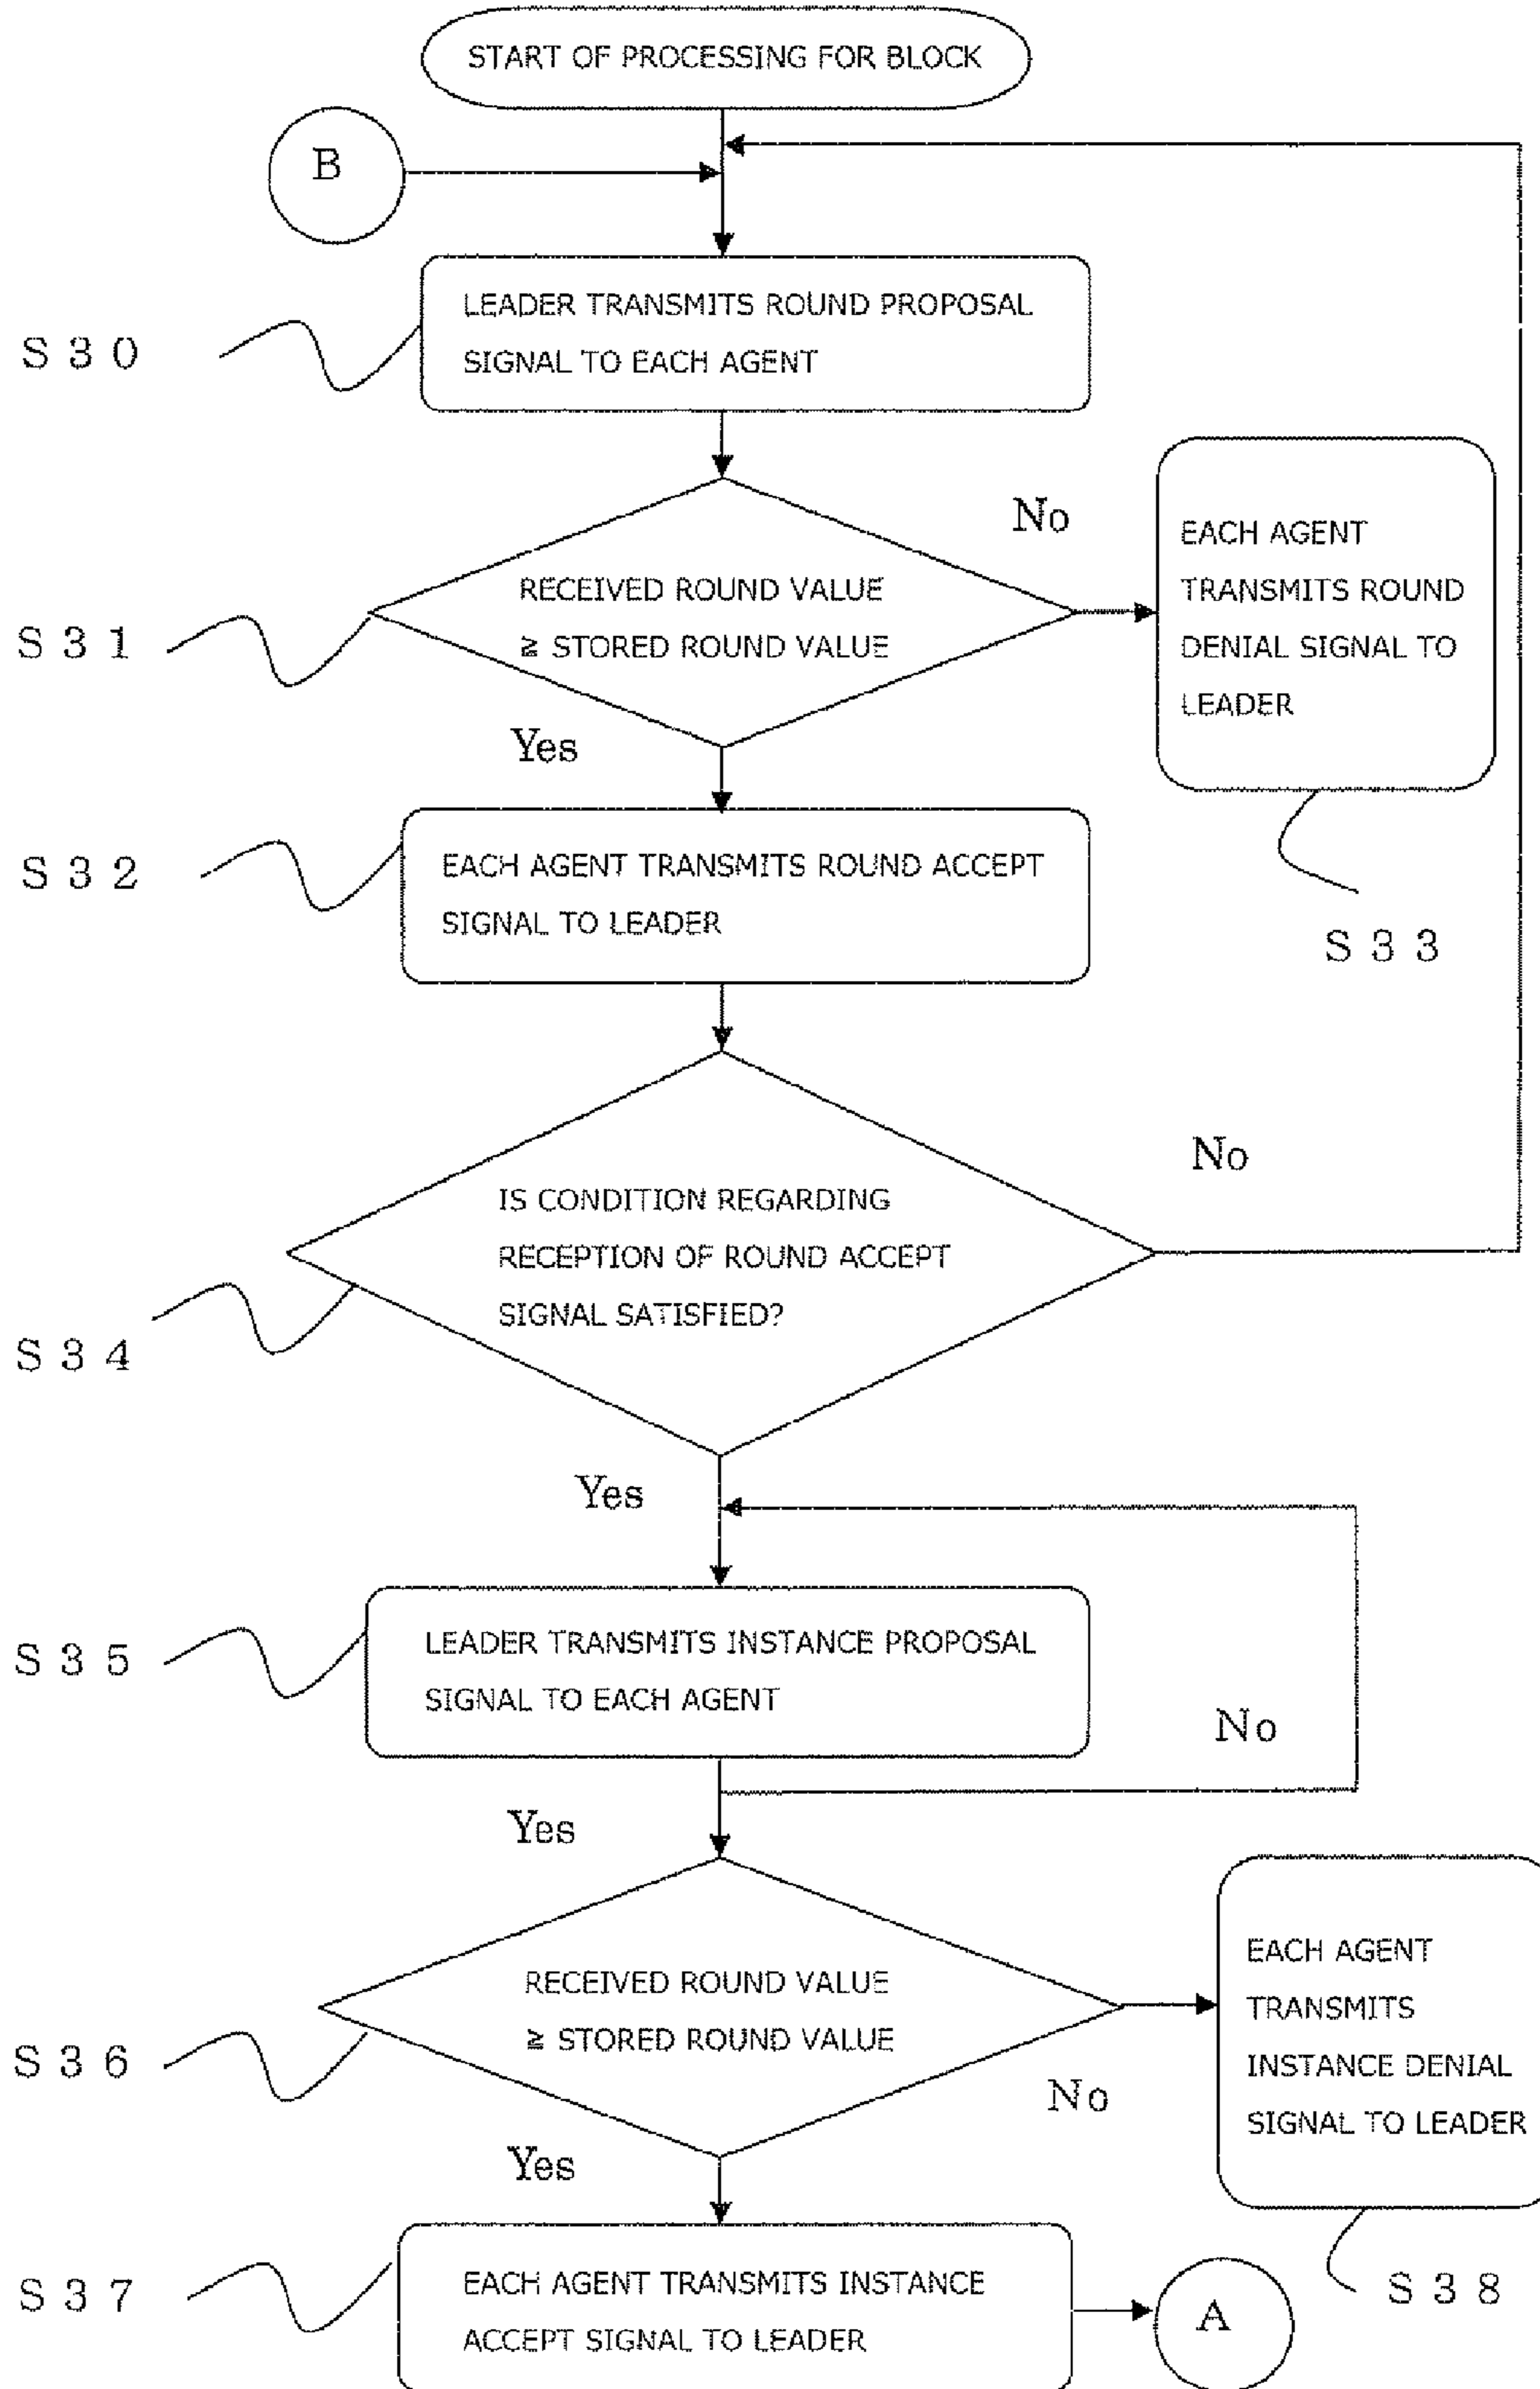 START OF PROCESSING FOR BLOCK
B
LEADER TRANSMITS ROUND PROPOSAL
SIGNAL TO EACH AGENT
S 3 0
No
EACH AGENT
TRANSMITS ROUND
DENIAL SIGNAL TO
LEADER
RECEIVED ROUND VALUE
≧ STORED ROUND VALUE
S 3 1
Yes
EACH AGENT TRANSMITS ROUND ACCEPT
SIGNAL TO LEADER
S 3 2
S 3 3
No
IS CONDITION REGARDING
RECEPTION OF ROUND ACCEPT
SIGNAL SATISFIED?
S 3 4
Yes
LEADER TRANSMITS INSTANCE PROPOSAL
SIGNAL TO EACH AGENT
S 3 5
No
Yes
RECEIVED ROUND VALUE
≧ STORED ROUND VALUE
S 3 6
EACH AGENT
TRANSMITS
INSTANCE DENIAL
SIGNAL TO LEADER
No
Yes
EACH AGENT TRANSMITS INSTANCE
ACCEPT SIGNAL TO LEADER
S 3 7
A
S 3 8